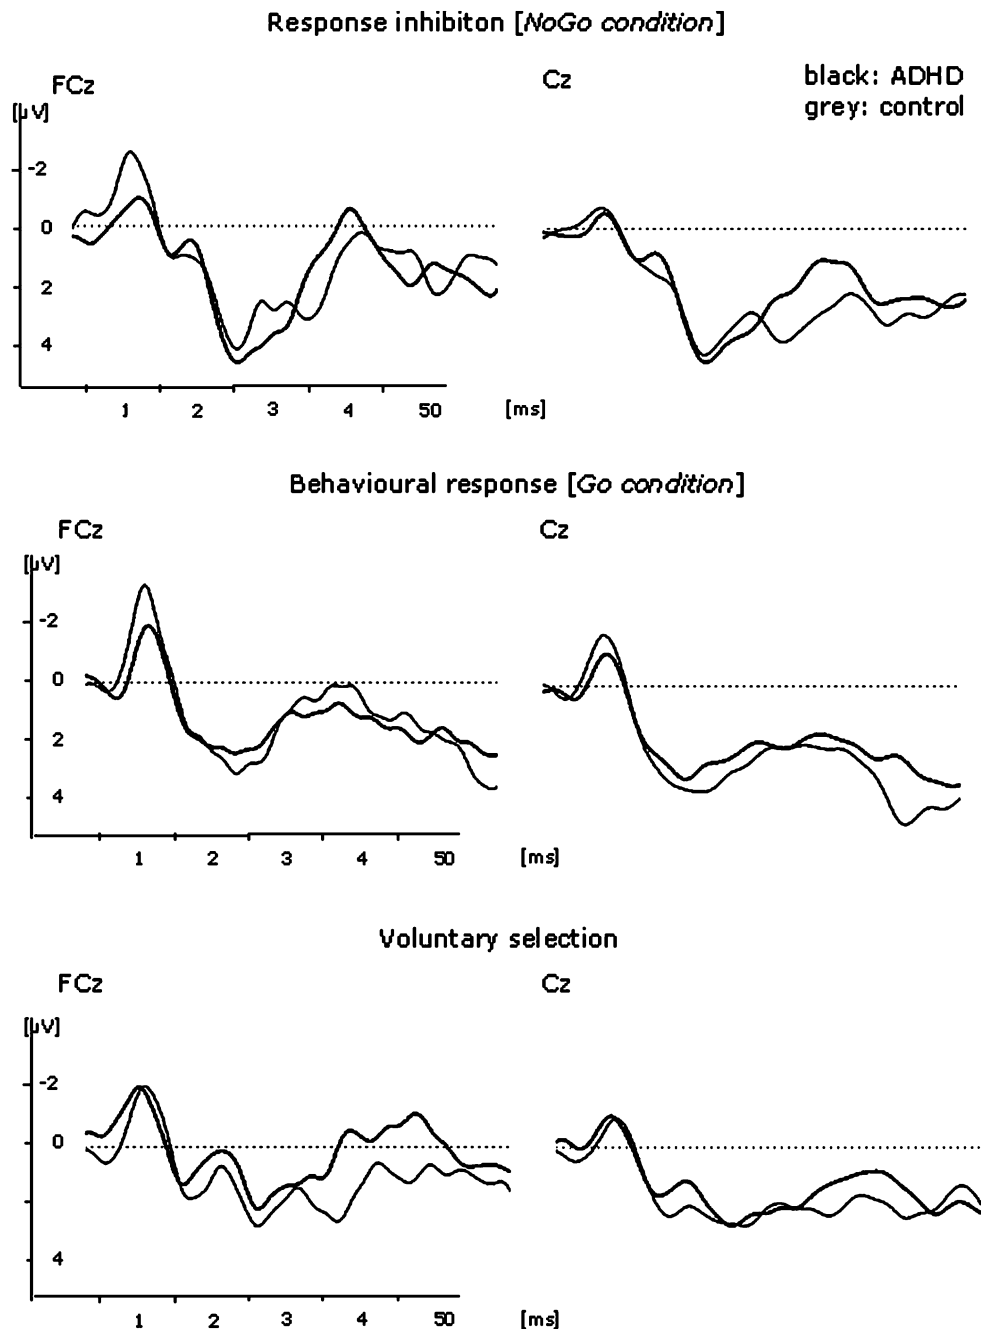 Response inhibiton [NoGo condition]
FCz
Cz
black: ADHD
grey: control
[µV]
-2
0
2
4
1 2 3 4 50 [ms]
Behavioural response [Go condition]
FCz
Cz
[µV]
-2
0
2
4
1 2 3 4 50 [ms]
Voluntary selection
FCz
Cz
[µV]
-2
0
2
4
1 2 3 4 50 [ms]